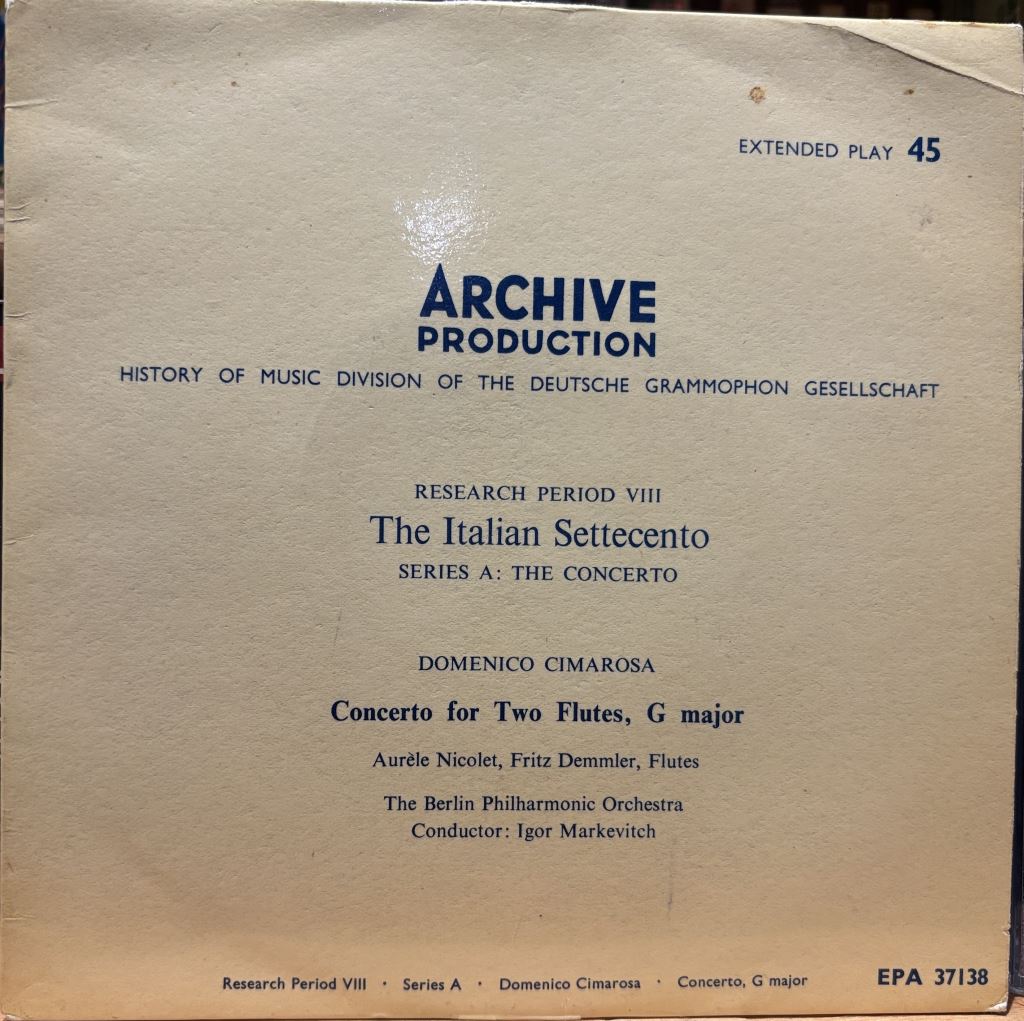 EXTENDED PLAY 45
ARCHIVE
PRODUCTION
HISTORY OF MUSIC DIVISION OF THE DEUTSCHE GRAMMOPHON GESELLSCHAFT
RESEARCH PERIOD VIII
The Italian Settecento
SERIES A: THE CONCERTO
DOMENICO CIMAROSA
Concerto for Two Flutes, G major
Aurèle Nicolet, Fritz Demmler, Flutes
The Berlin Philharmonic Orchestra
Conductor: Igor Markevitch
Research Period VIII · Series A · Domenico Cimarosa · Concerto, G major EPA 37138